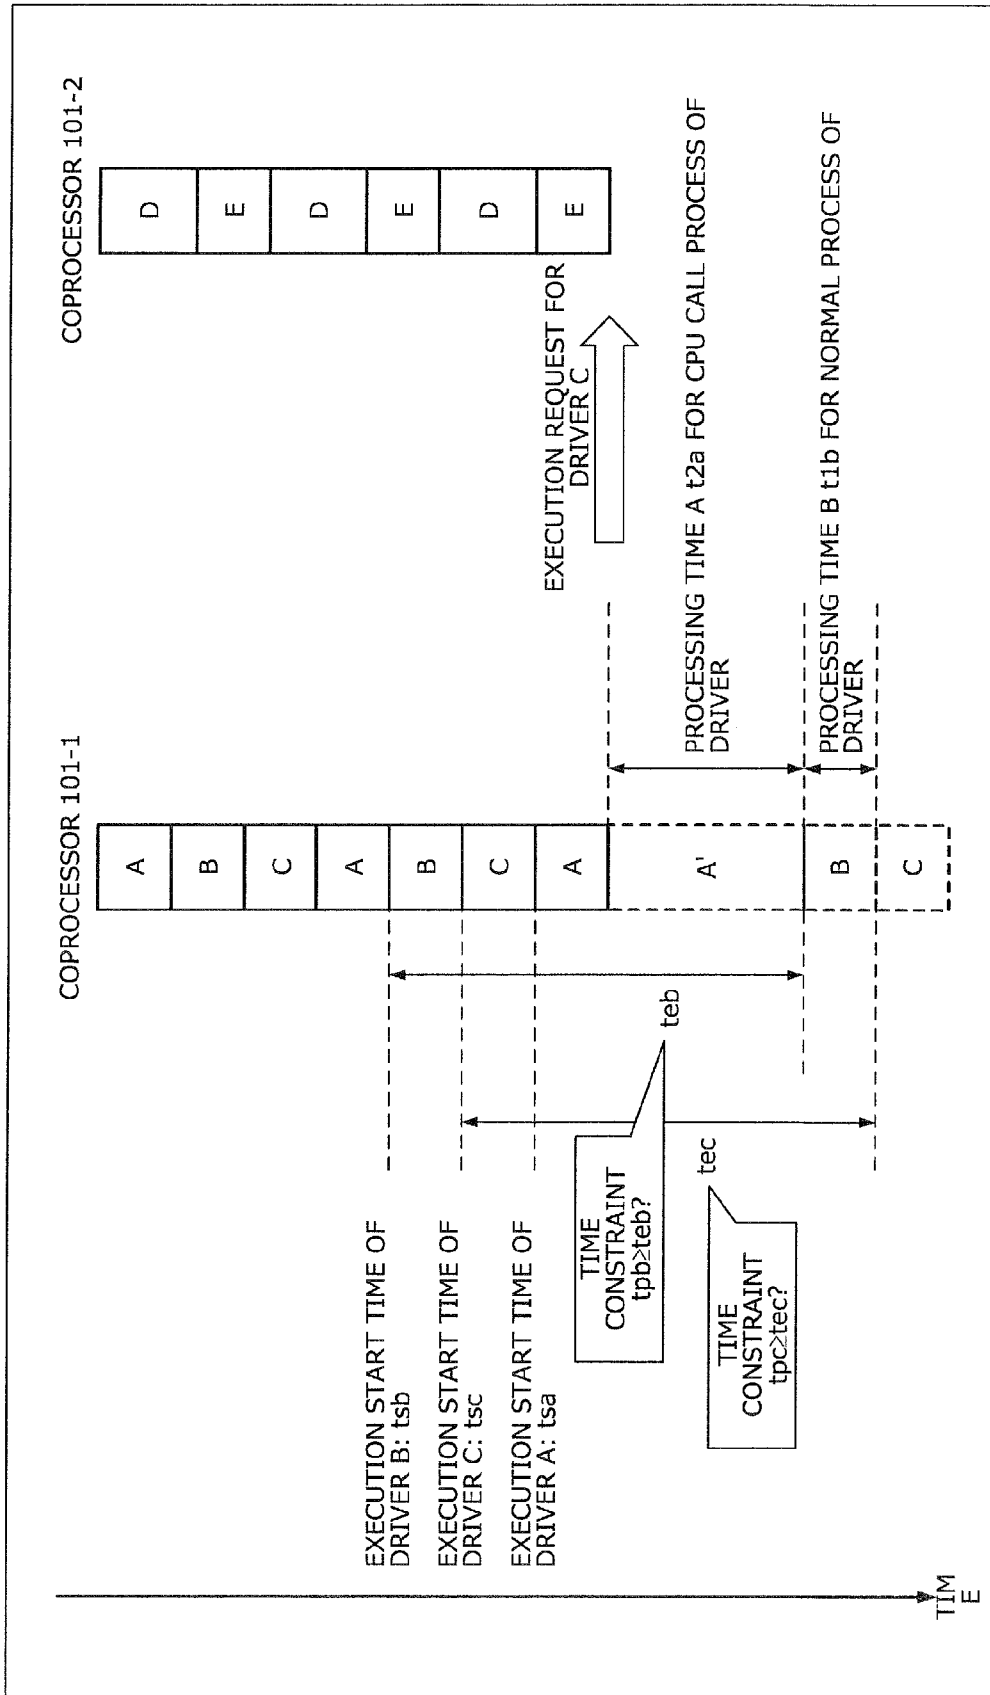 COPROCESSOR 101-2
D
E
D
E
D
E
EXECUTION REQUEST FOR
DRIVER C
COPROCESSOR 101-1
A
B
C
A
B
C
A
A'
B
C
PROCESSING TIME A t2a FOR CPU CALL PROCESS OF
DRIVER
PROCESSING TIME B t1b FOR NORMAL PROCESS OF
DRIVER
teb
tec
TIME
CONSTRAINT
tpb≥teb?
TIME
CONSTRAINT
tpc≥tec?
EXECUTION START TIME OF
DRIVER B: tsb
EXECUTION START TIME OF
DRIVER C: tsc
EXECUTION START TIME OF
DRIVER A: tsa
TIM
E